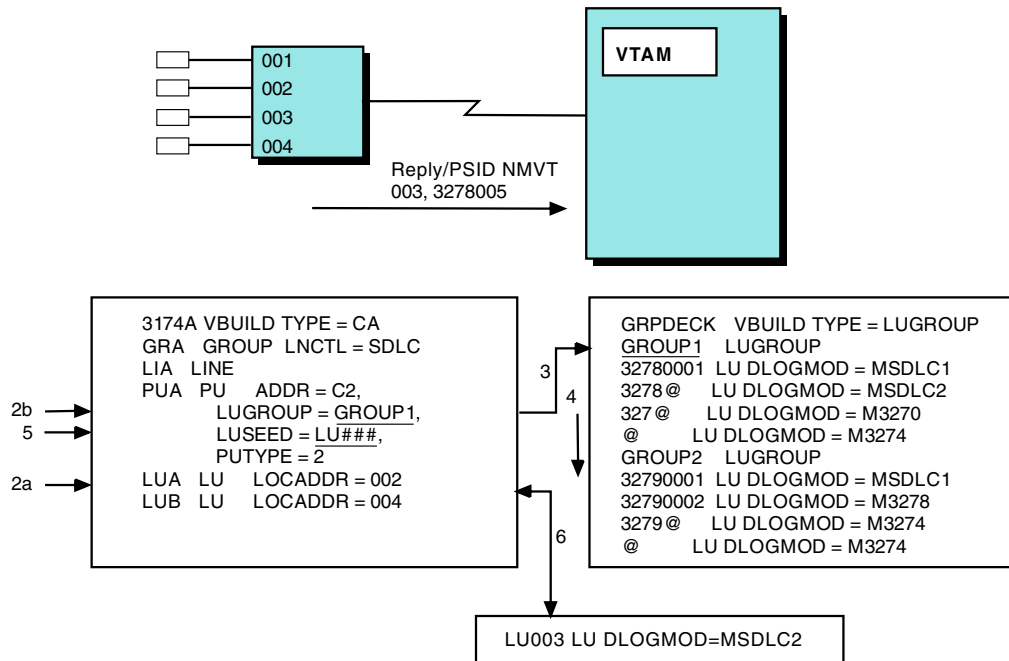 001
002
003
004
VTAM
Reply/PSID NMVT
003, 3278005
3174A VBUILD TYPE = CA
GRA GROUP LNCTL = SDLC
LIA LINE
PUA PU ADDR = C2,
LUGROUP = GROUP1,
LUSEED = LU###,
PUTYPE = 2
LUA LU LOCADDR = 002
LUB LU LOCADDR = 004
2b
5
2a
3
4
6
GRPDECK VBUILD TYPE = LUGROUP
GROUP1 LUGROUP
32780001 LU DLOGMOD = MSDLC1
3278@ LU DLOGMOD = MSDLC2
327@ LU DLOGMOD = M3270
@ LU DLOGMOD = M3274
GROUP2 LUGROUP
32790001 LU DLOGMOD = MSDLC1
32790002 LU DLOGMOD = M3278
3279@ LU DLOGMOD = M3274
@ LU DLOGMOD = M3274
LU003 LU DLOGMOD=MSDLC2